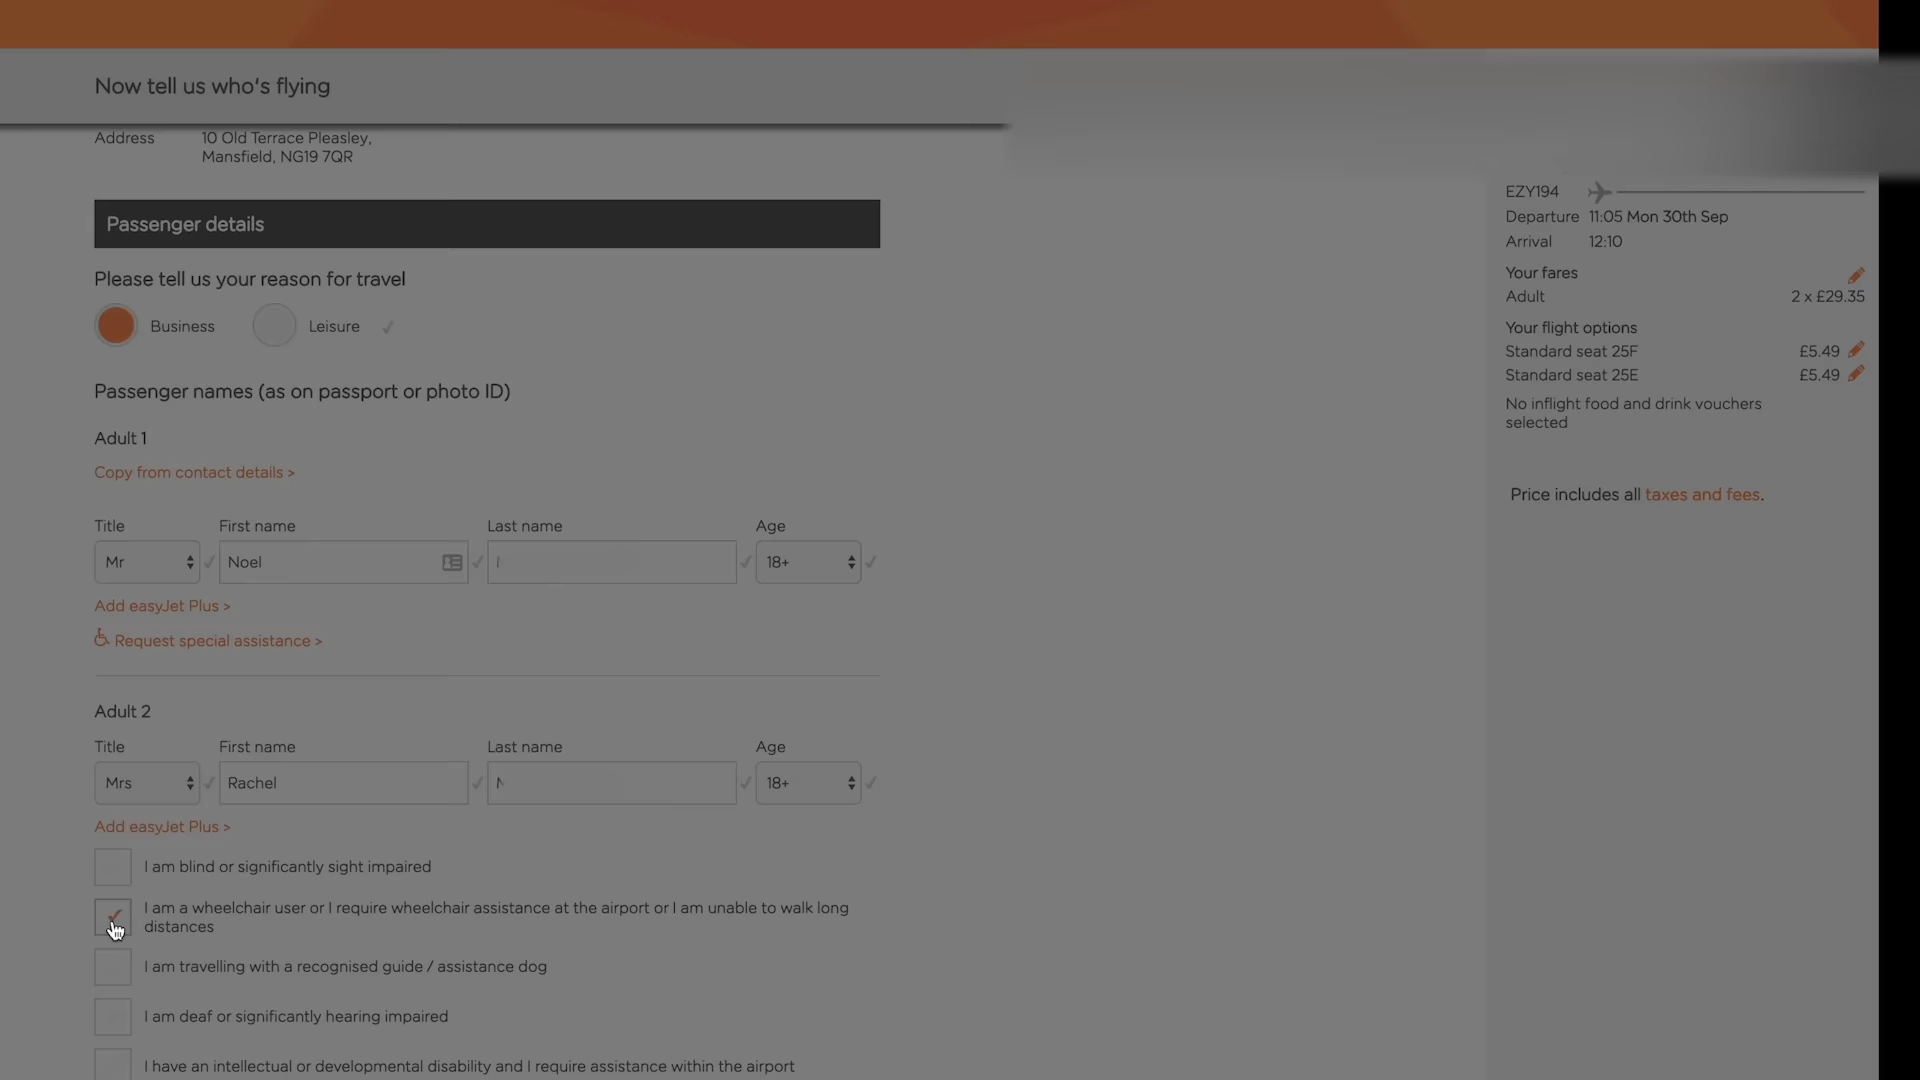 Now tell us who's flying
Address
10 Old Terrace Pleasley,
Mansfield, NG19 7QR
Passenger details
Please tell us your reason for travel
Business
Leisure
Passenger names (as on passport or photo ID)
Adult 1
Copy from contact details >
Title
First name
Last name
Age
Mr
Noel
18+
Add easyJet Plus >
Request special assistance >
Adult 2
Title
First name
Last name
Age
Mrs
Rachel
18+
Add easyJet Plus >
I am blind or significantly sight impaired
I am a wheelchair user or I require wheelchair assistance at the airport or I am unable to walk long
distances
I am travelling with a recognised guide / assistance dog
I am deaf or significantly hearing impaired
I have an intellectual or developmental disability and I require assistance within the airport
EZY194
Departure 11:05 Mon 30th Sep
Arrival 12:10
Your fares
Adult 2 x £29.35
Your flight options
Standard seat 25F £5.49
Standard seat 25E £5.49
No inflight food and drink vouchers
selected
Price includes all taxes and fees.